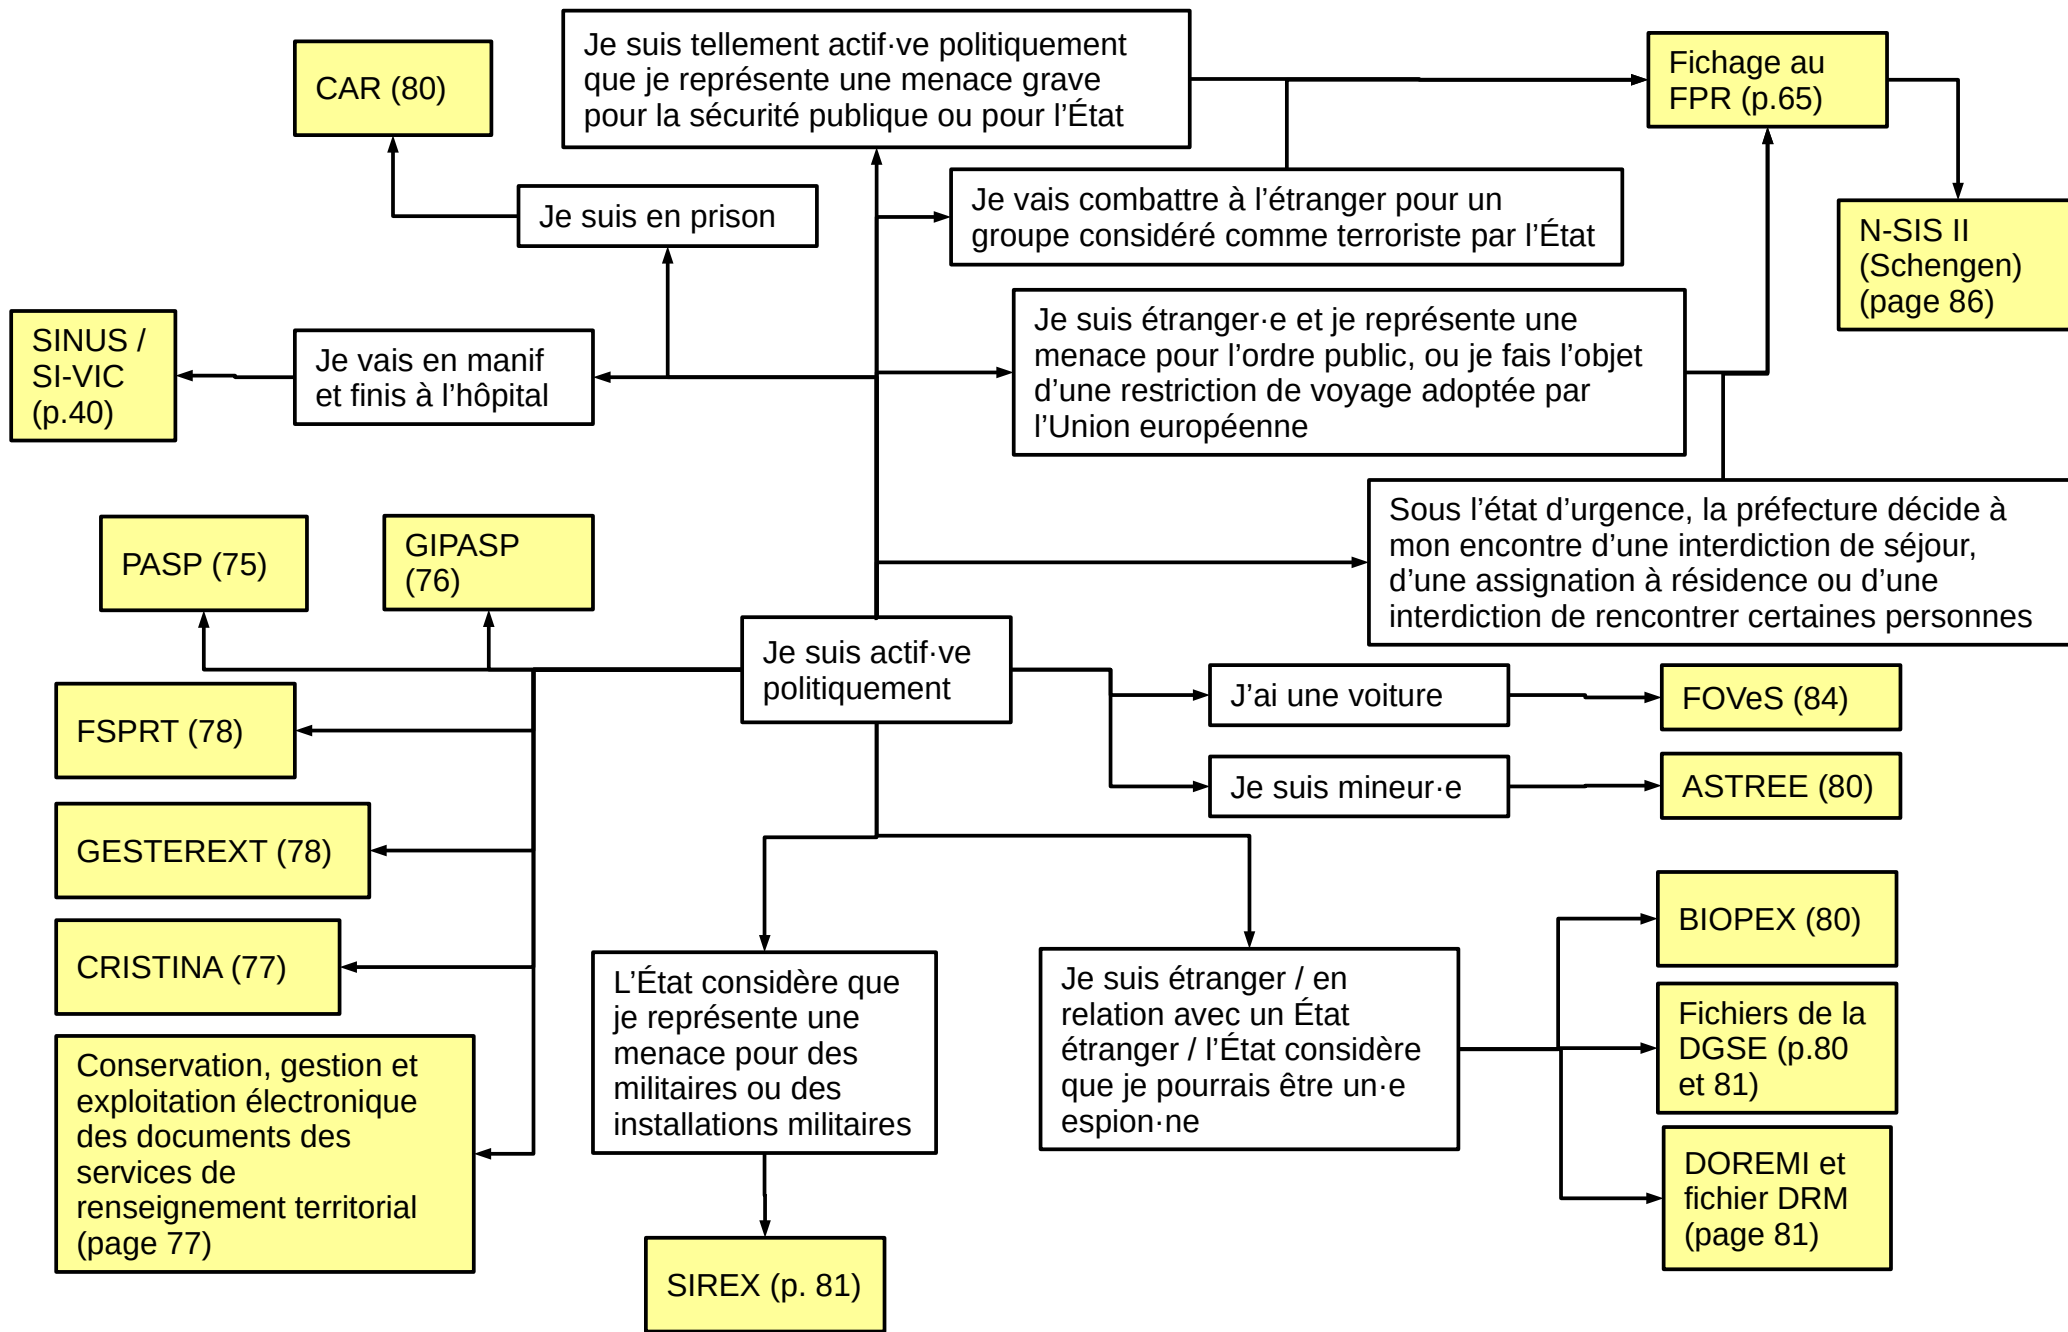 Je suis tellement actif·ve politiquement
que je représente une menace grave
pour la sécurité publique ou pour l’État
CAR (80)
Fichage au
FPR (p.65)
Je suis en prison
Je vais combattre à l’étranger pour un
groupe considéré comme terroriste par l’État
N-SIS II
(Schengen)
(page 86)
SINUS /
SI-VIC
(p.40)
Je vais en manif
et finis à l’hôpital
Je suis étranger·e et je représente une
menace pour l’ordre public, ou je fais l’objet
d’une restriction de voyage adoptée par
l’Union européenne
Sous l’état d’urgence, la préfecture décide à
mon encontre d’une interdiction de séjour,
d’une assignation à résidence ou d’une
interdiction de rencontrer certaines personnes
PASP (75)
GIPASP
(76)
Je suis actif·ve
politiquement
J’ai une voiture
FOVeS (84)
FSPRT (78)
Je suis mineur·e
ASTREE (80)
GESTEREXT (78)
BIOPEX (80)
CRISTINA (77)
L’État considère que
je représente une
menace pour des
militaires ou des
installations militaires
Je suis étranger / en
relation avec un État
étranger / l’État considère
que je pourrais être un·e
espion·ne
Fichiers de la
DGSE (p.80
et 81)
Conservation, gestion et
exploitation électronique
des documents des
services de
renseignement territorial
(page 77)
DOREMI et
fichier DRM
(page 81)
SIREX (p. 81)